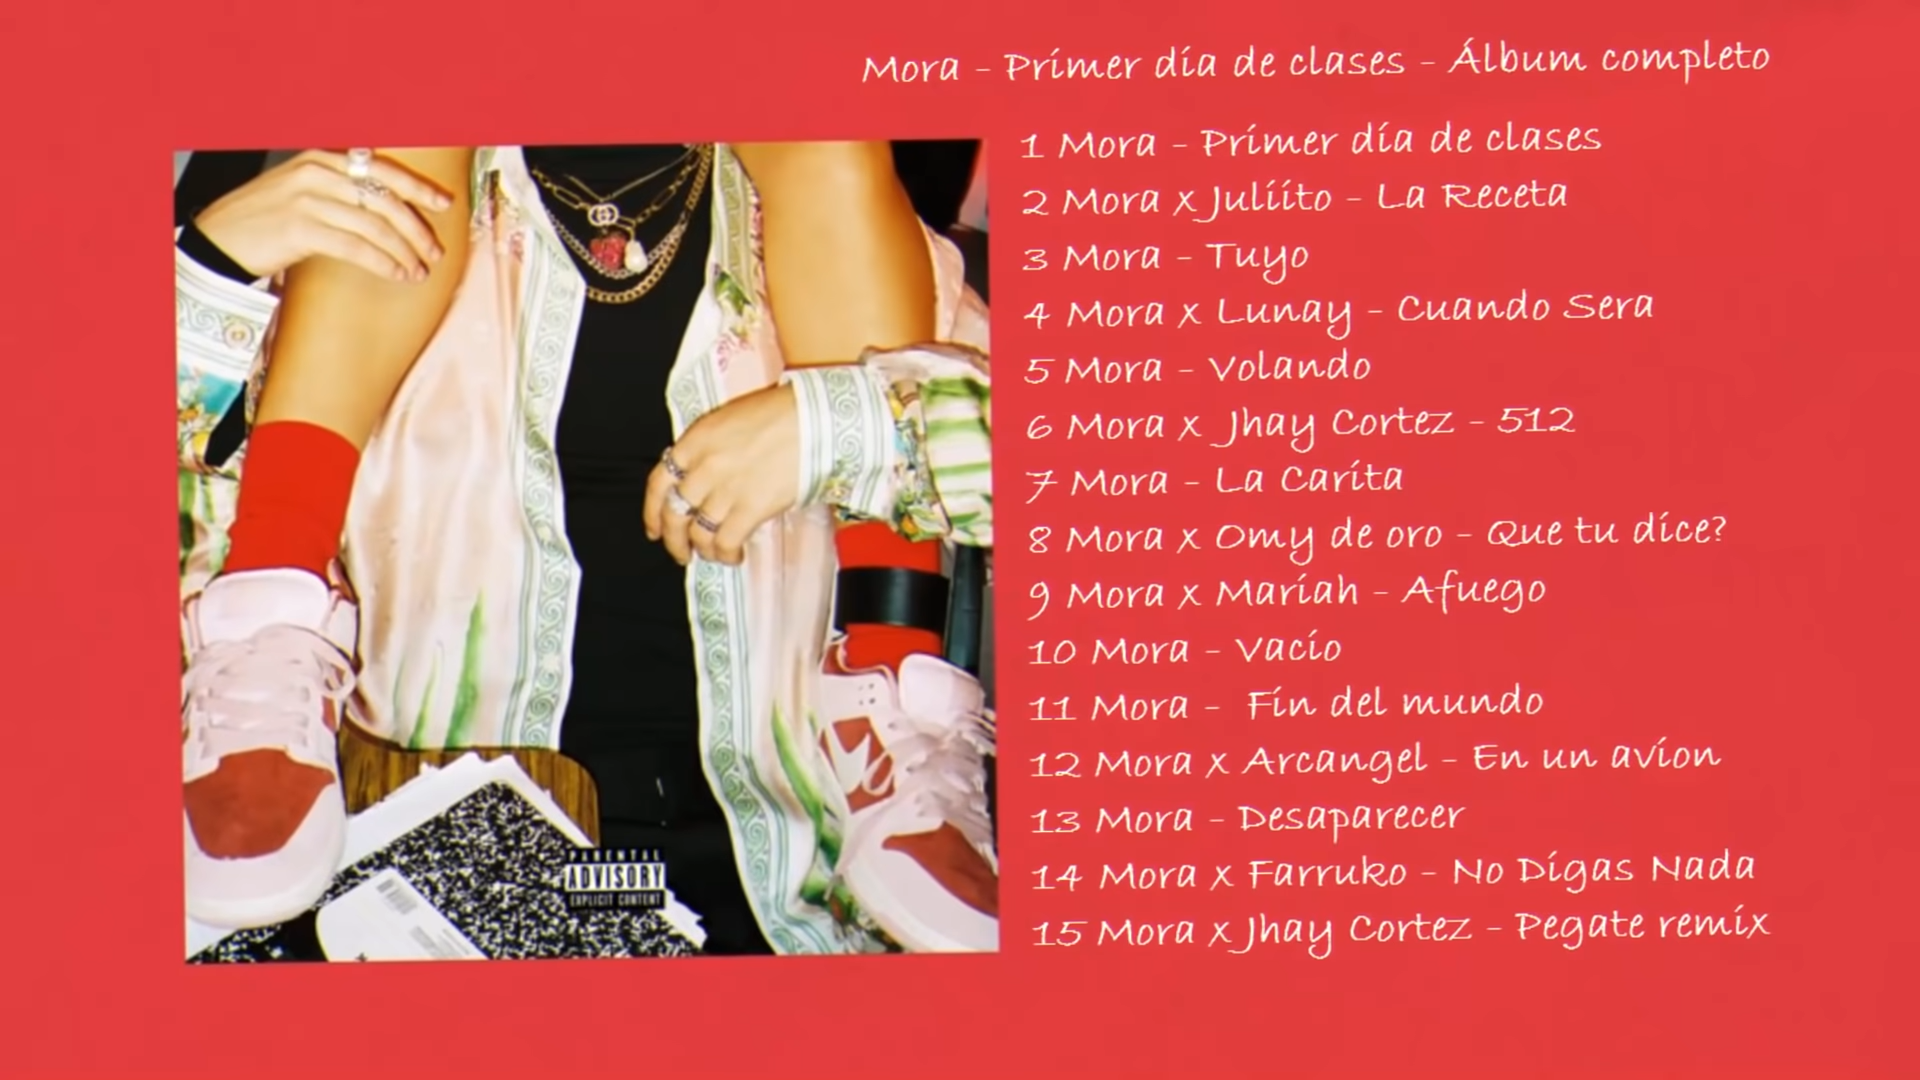 Mora - Primer día de clases - Álbum completo
1 Mora - Primer día de clases
2 Mora x Juliito - La Receta
3 Mora - Tuyo
4 Mora x Lunay - Cuando Sera
5 Mora - Volando
6 Mora x Jhay Cortez - 512
7 Mora - La Carita
8 Mora x Omy de oro - Que tu dice?
9 Mora x Mariah - Afuego
10 Mora - Vacío
11 Mora - Fin del mundo
12 Mora x Arcangel - En un avion
13 Mora - Desaparecer
14 Mora x Farruko - No Digas Nada
15 Mora x Jhay Cortez - Pegate remix
PARENTAL
ADVISORY
EXPLICIT CONTENT